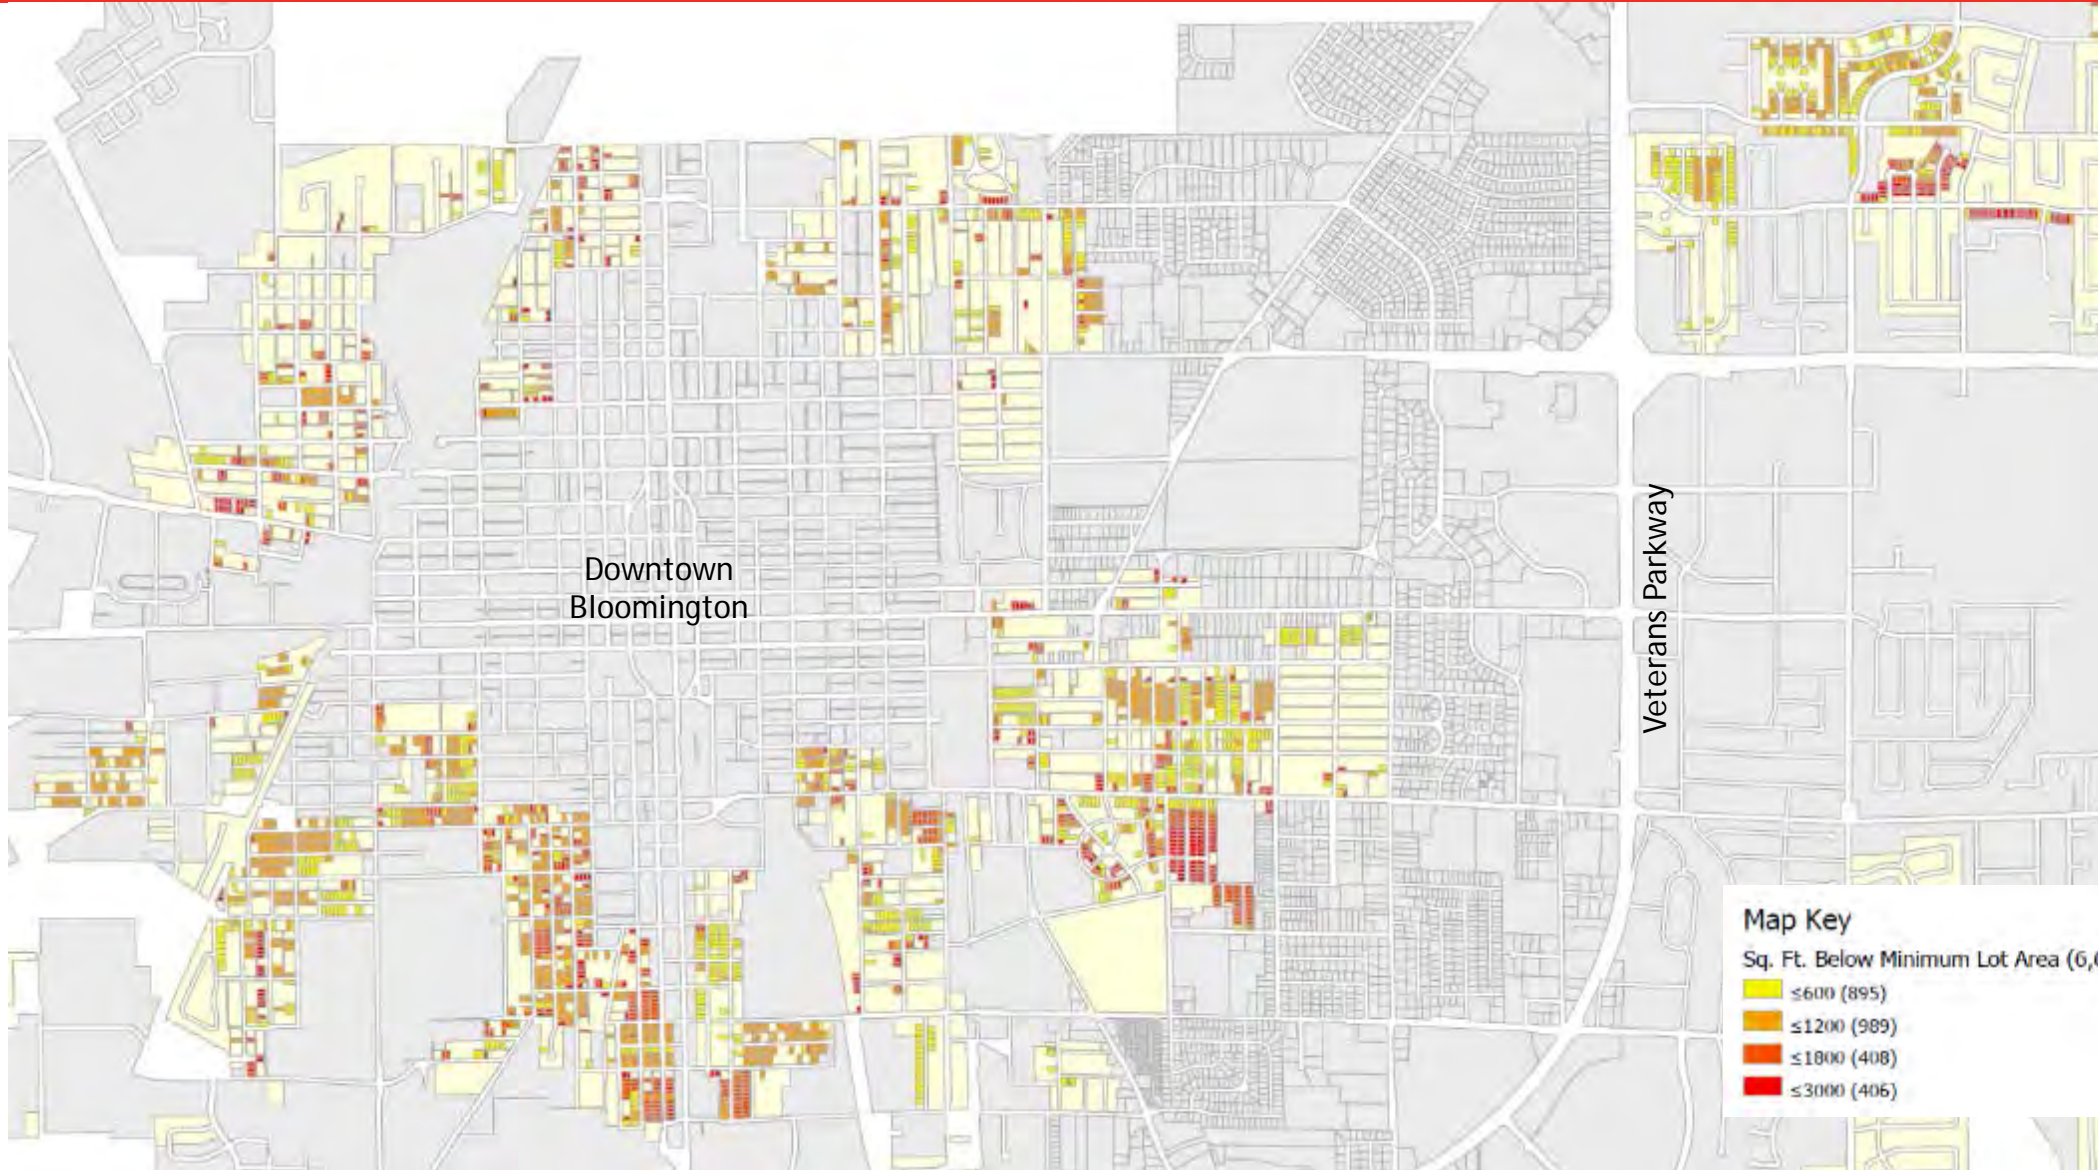 Downtown
Bloomington
Veterans Parkway
Map Key
Sq. Ft. Below Minimum Lot Area (6,
≤600 (895)
≤1200 (989)
≤1800 (408)
≤3000 (406)